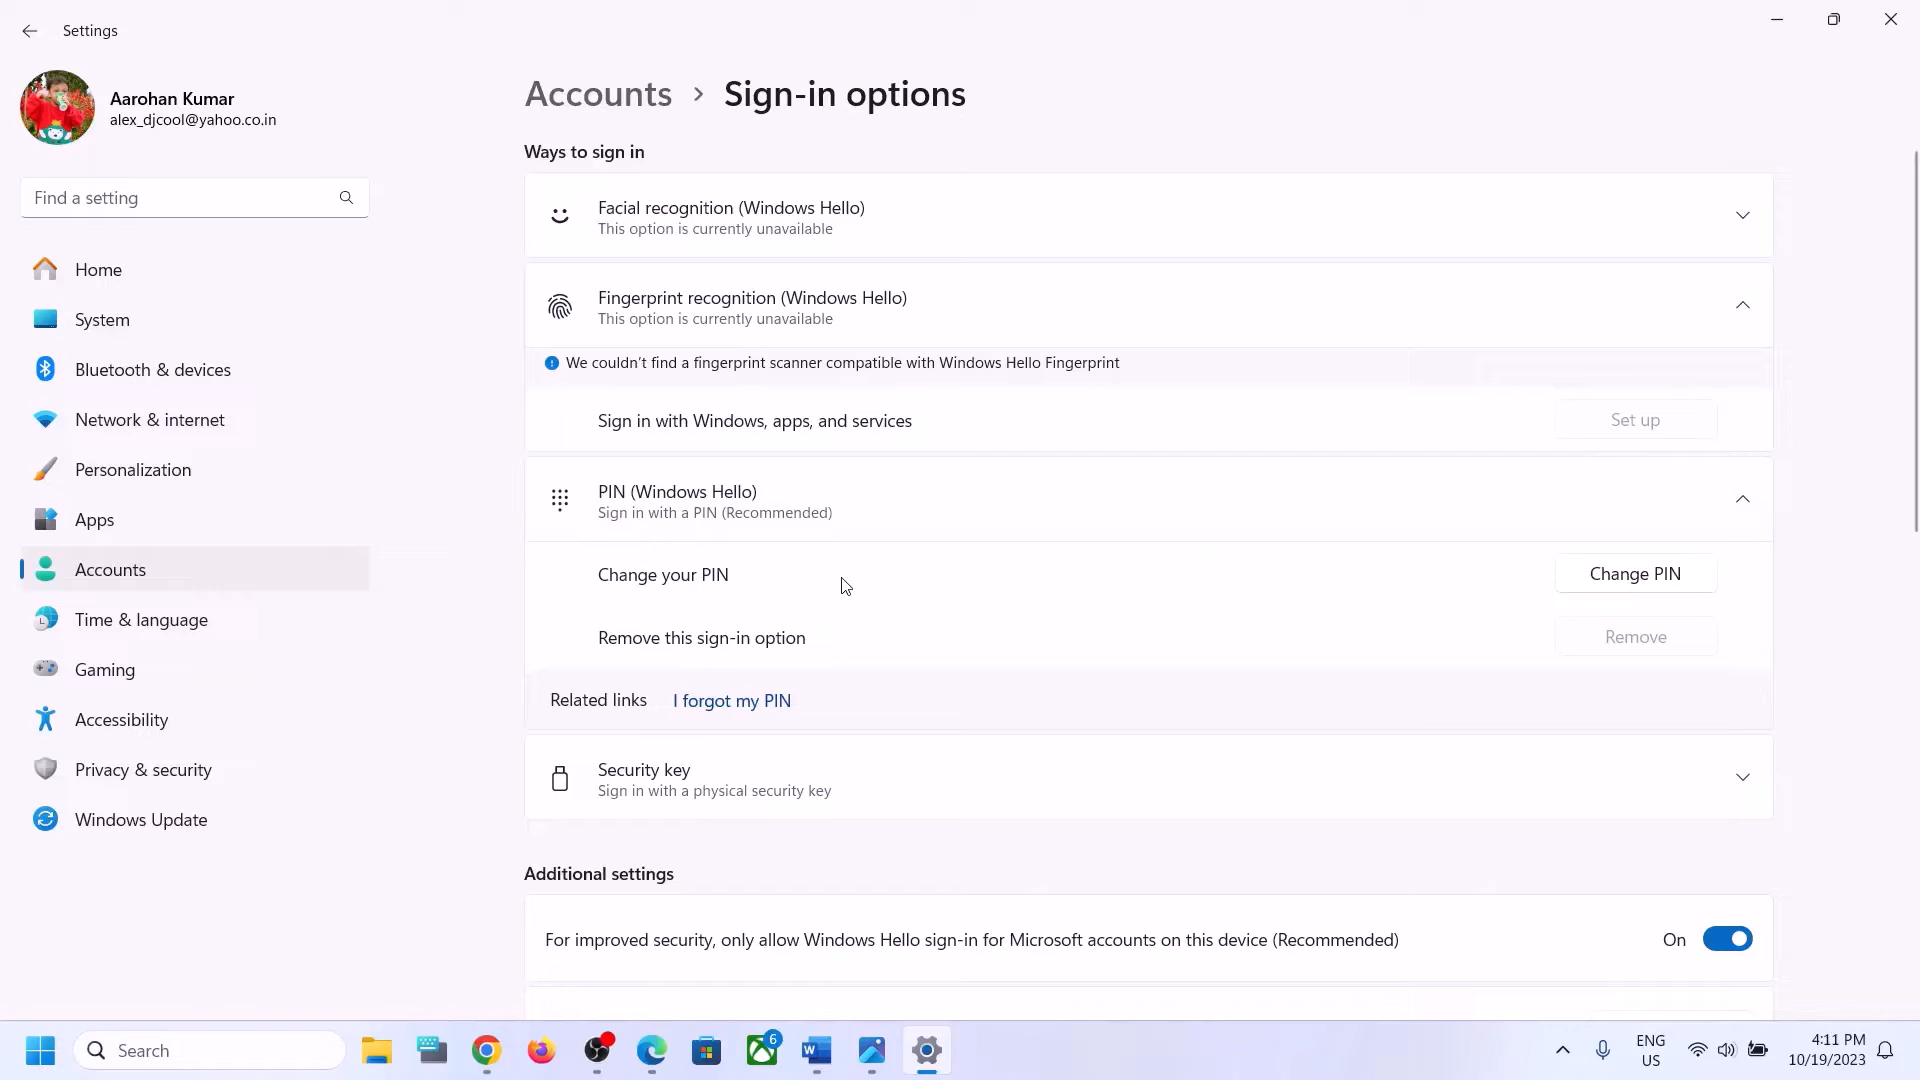 Settings
Aarohan Kumar
alex_djcool@yahoo.co.in
Find a setting
Home
System
Bluetooth & devices
Network & internet
Personalization
Apps
Accounts
Time & language
Gaming
Accessibility
Privacy & security
Windows Update
Accounts > Sign-in options
Ways to sign in
Facial recognition (Windows Hello)
This option is currently unavailable
Fingerprint recognition (Windows Hello)
This option is currently unavailable
We couldn't find a fingerprint scanner compatible with Windows Hello Fingerprint
Sign in with Windows, apps, and services Set up
PIN (Windows Hello)
Sign in with a PIN (Recommended)
Change your PIN Change PIN
Remove this sign-in option Remove
Related links I forgot my PIN
Security key
Sign in with a physical security key
Additional settings
For improved security, only allow Windows Hello sign-in for Microsoft accounts on this device (Recommended) On
Search
6
ENG
US
4:11 PM
10/19/2023